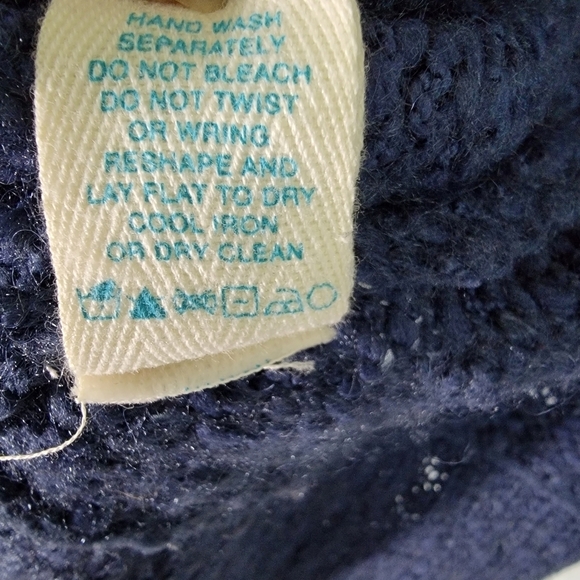 HAND WASH
SEPARATELY
DO NOT BLEACH
DO NOT TWIST
OR WRING
RESHAPE AND
LAY FLAT TO DRY
COOL IRON
OR DRY CLEAN